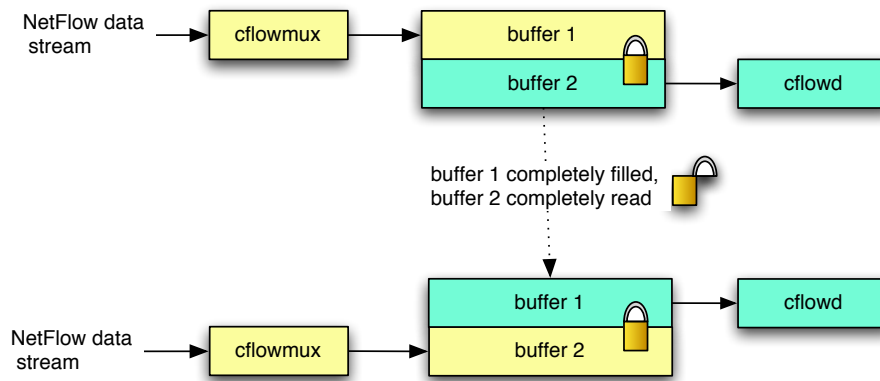 NetFlow data
stream
cflowmux
buffer 1
buffer 2
cflowd
buffer 1 completely filled,
buffer 2 completely read
buffer 1
cflowd
NetFlow data
stream
cflowmux
buffer 2